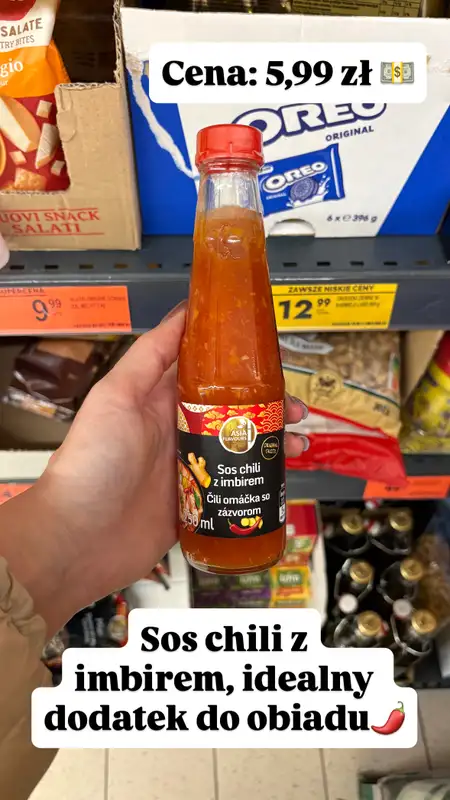 Cena: 5,99 zł 💵
SALATE
OREO
ORIGINAL
OREO
6 x ℮ 396 g
SNACK
SALATI
9 99
ZAWSZE NISKIE CENY
12 99
ASIA
FLAVOURS
Sos chili
z imbirem
Čili omáčka so
zázvorom
ml
Sos chili z
imbirem, idealny
dodatek do obiadu🌶️